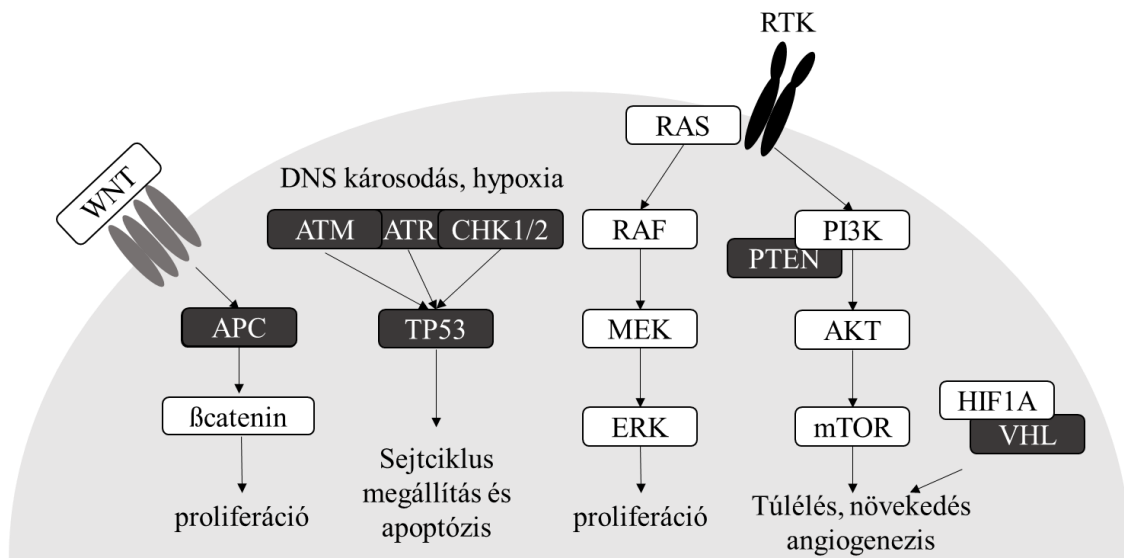 RTK
RAS
WNT
DNS károsodás, hypoxia
ATM ATR CHK1/2
RAF
PI3K
PTEN
APC
TP53
MEK
AKT
ßcatenin
ERK
mTOR
HIF1A
VHL
proliferáció
Sejtciklus
megállítás és
apoptózis
proliferáció
Túlélés, növekedés
angiogenezis